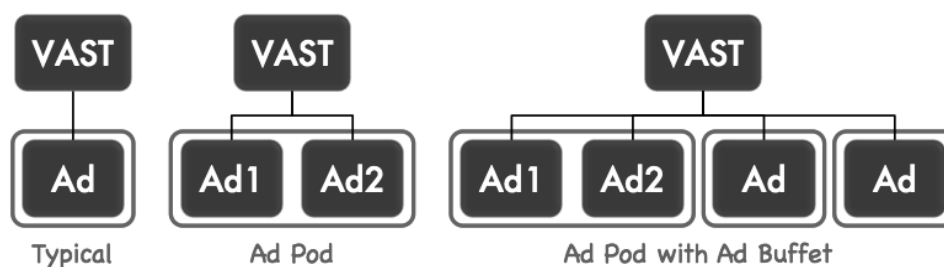 VAST VAST VAST
Ad Ad1 Ad2 Ad1 Ad2 Ad Ad
Typical Ad Pod Ad Pod with Ad Buffet